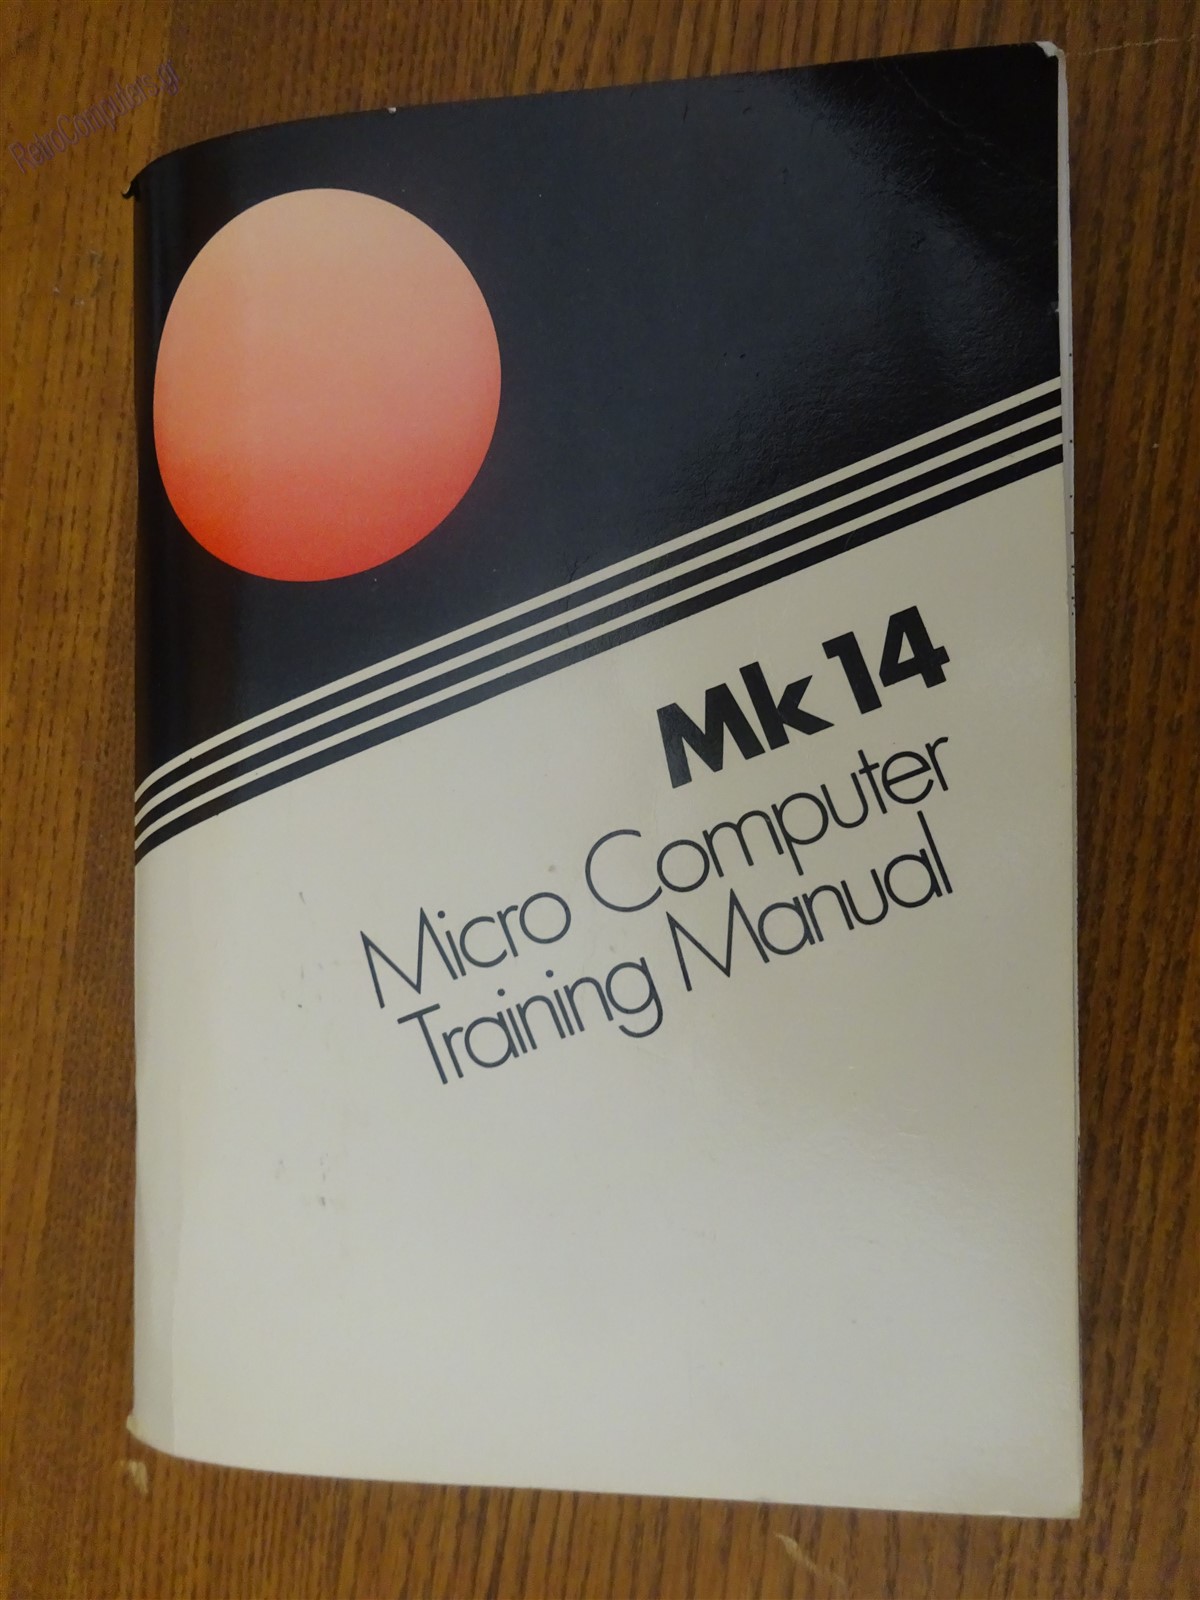 RetroComputers.gr
Mk 14
Micro Computer
Training Manual